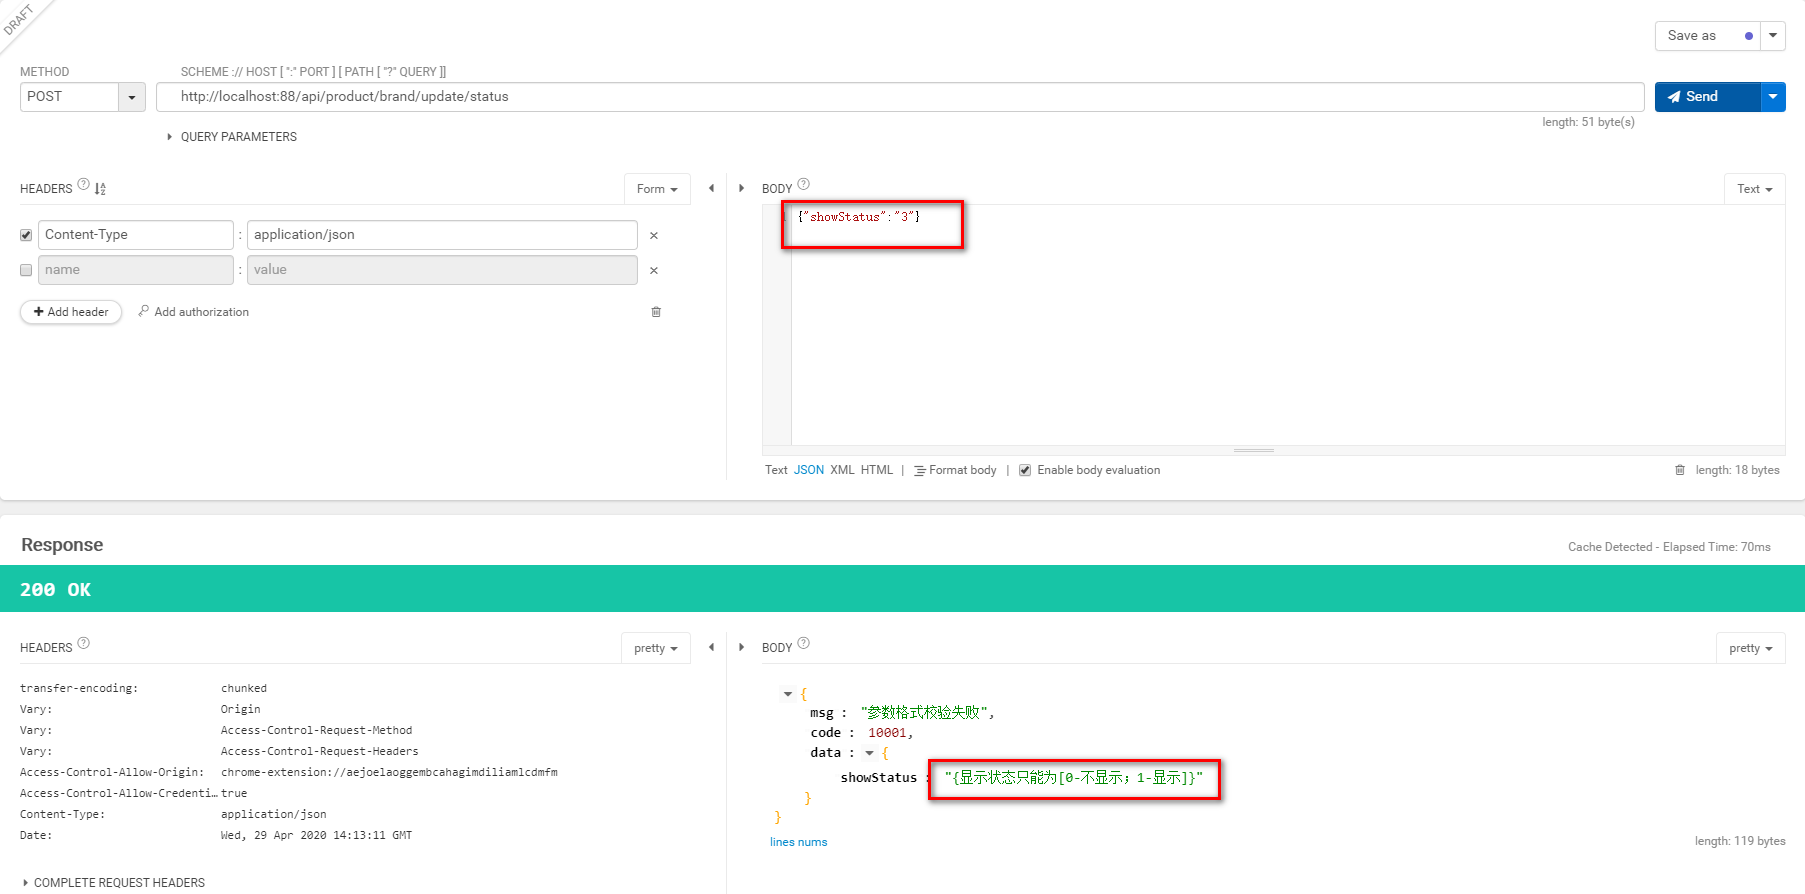 DRAFT
Save as
METHOD
SCHEME :// HOST [ ":" PORT ] [ PATH [ "?" QUERY ]]
POST
http://localhost:88/api/product/brand/update/status
Send
length: 51 byte(s)
QUERY PARAMETERS
HEADERS ?
Form
BODY ?
Text
Content-Type : application/json
name : value
Add header
Add authorization
{"showStatus":"3"}
Text JSON XML HTML | Format body | Enable body evaluation
length: 18 bytes
Response
Cache Detected - Elapsed Time: 70ms
200 OK
HEADERS ?
pretty
BODY ?
pretty
transfer-encoding: chunked
Vary: Origin
Vary: Access-Control-Request-Method
Vary: Access-Control-Request-Headers
Access-Control-Allow-Origin: chrome-extension://aejoelaoggembcahagimdiliamlcdmfm
Access-Control-Allow-Credenti… true
Content-Type: application/json
Date: Wed, 29 Apr 2020 14:13:11 GMT
COMPLETE REQUEST HEADERS
{
msg : "参数格式校验失败",
code : 10001,
data : {
showStatus : "{显示状态只能为[0-不显示；1-显示]}"
}
}
lines nums
length: 119 bytes